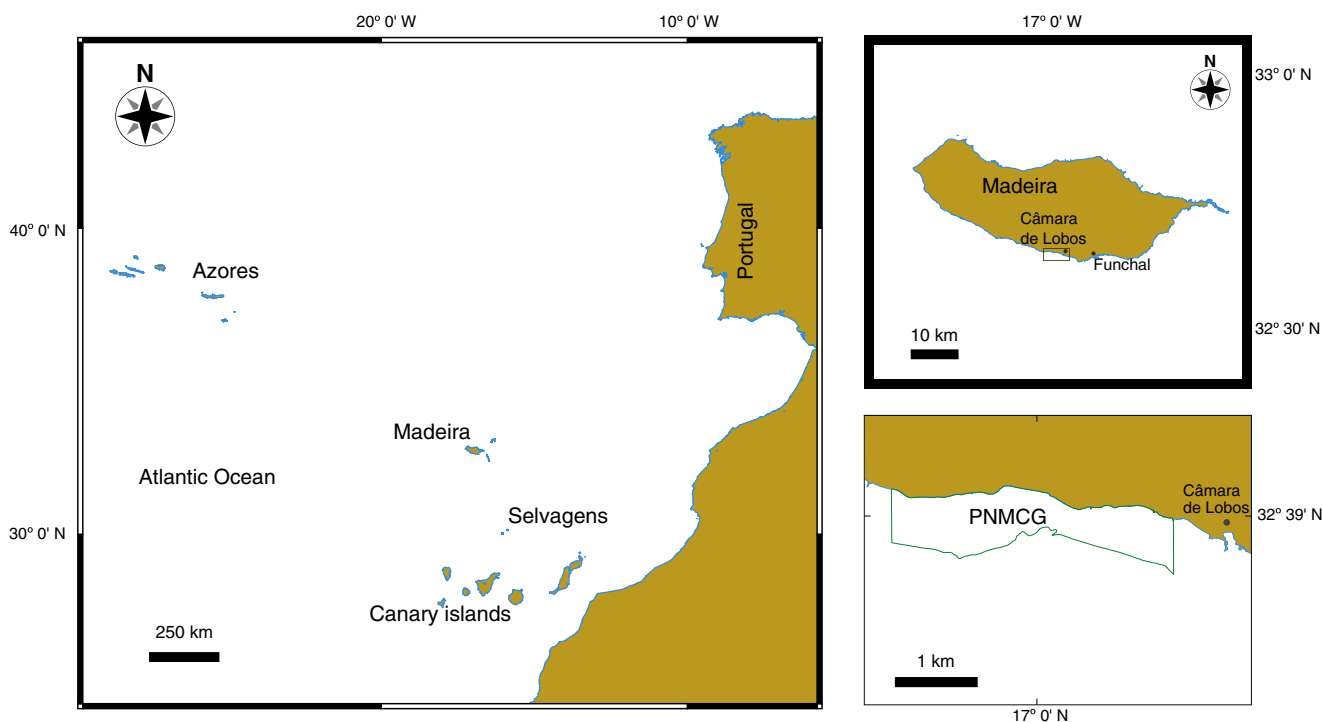 20° 0' W
10° 0' W
N
40° 0' N
Azores
Portugal
Madeira
Atlantic Ocean
Selvagens
30° 0' N
Canary islands
250 km
17° 0' W
N
33° 0' N
Madeira
Câmara
de Lobos
Funchal
10 km
32° 30' N
Câmara
de Lobos
PNMCG
32° 39' N
1 km
17° 0' N